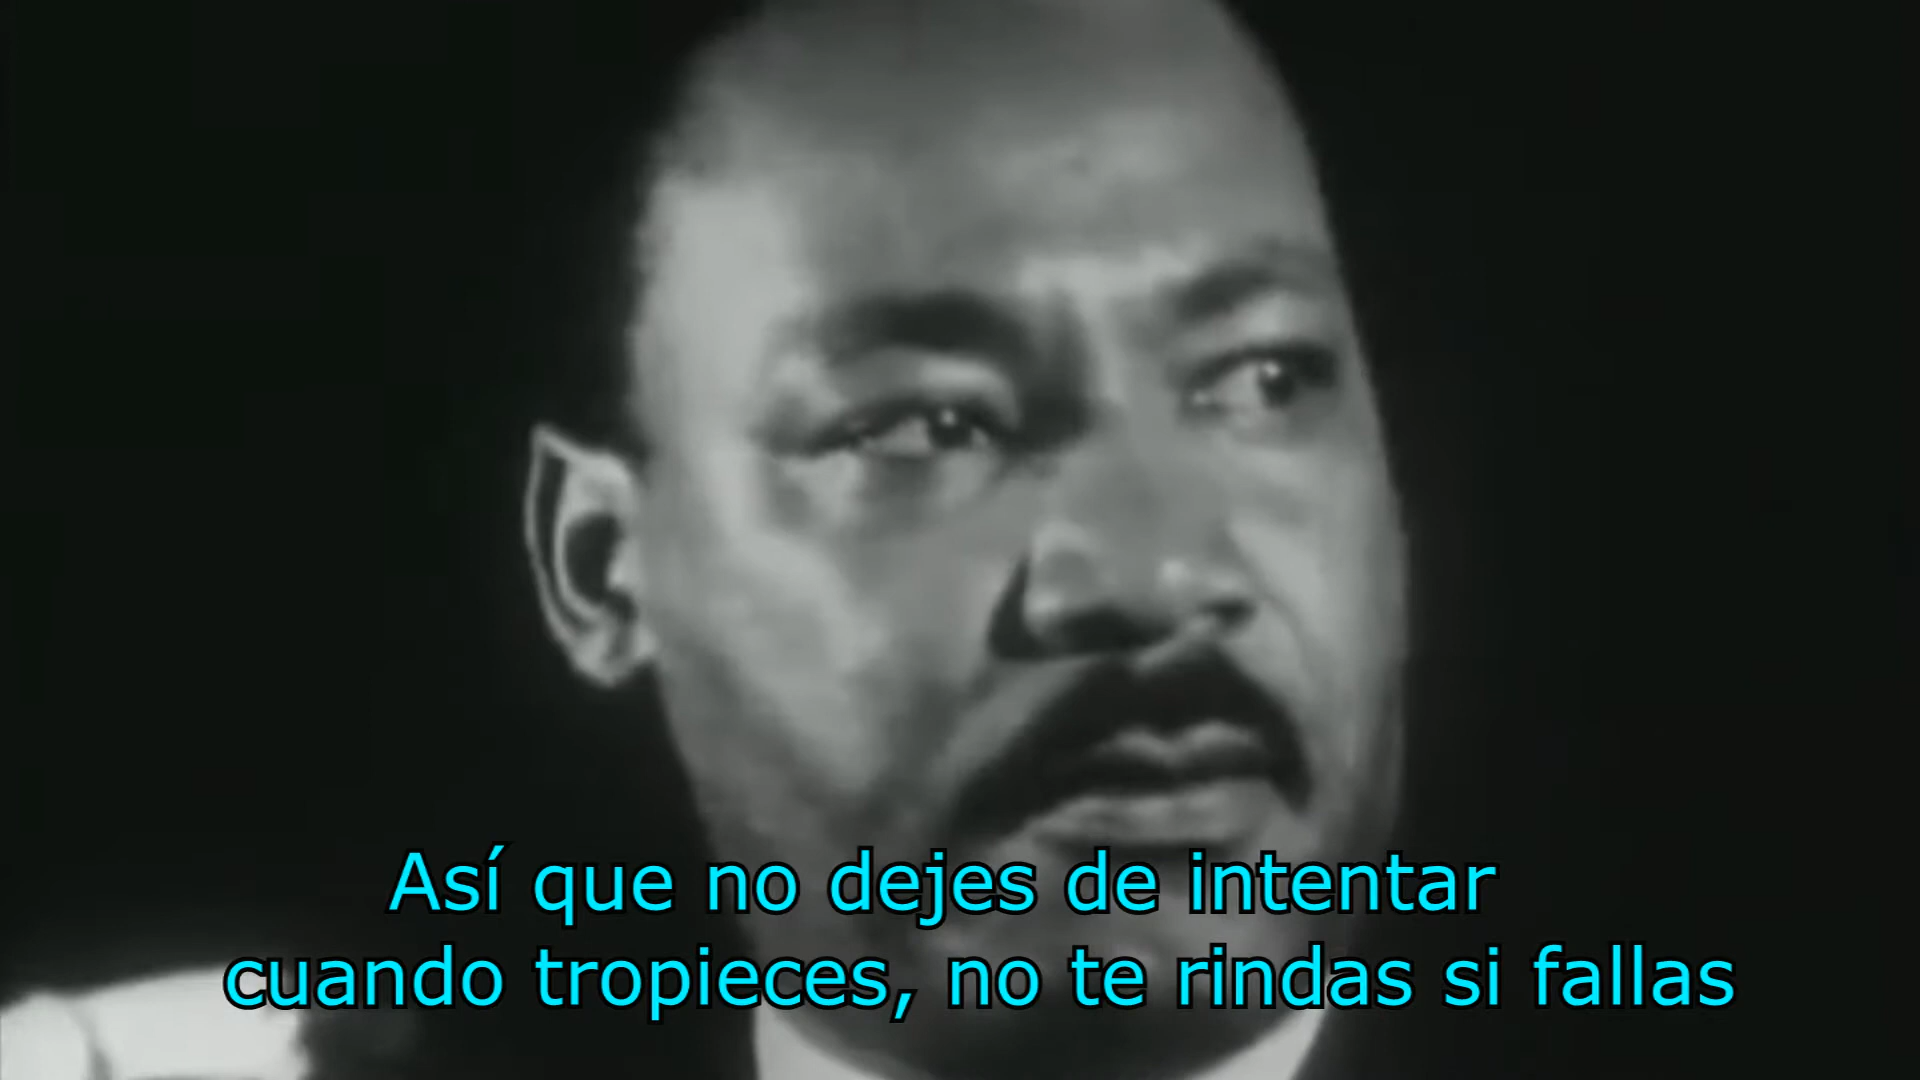 Así que no dejes de intentar
cuando tropieces, no te rindas si fallas